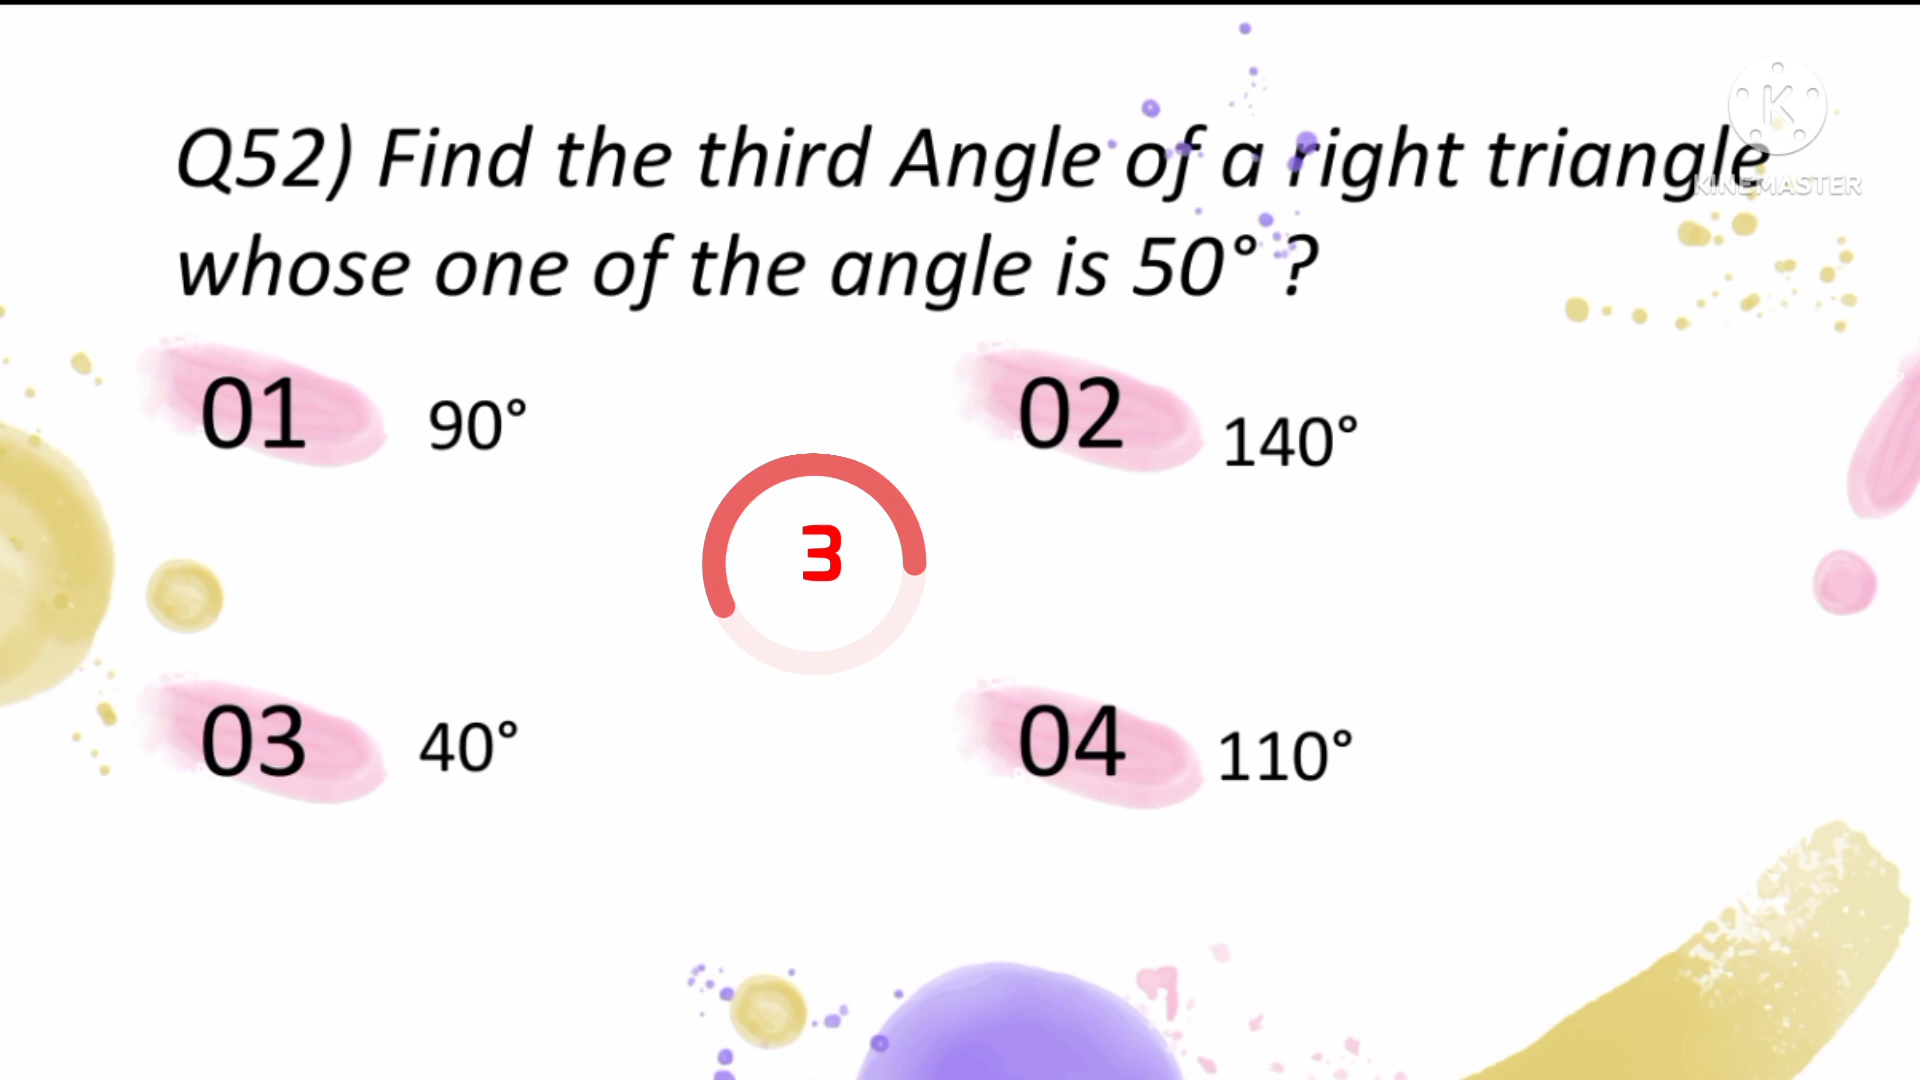 Q52) Find the third Angle of a right triangle
whose one of the angle is 50° ?
K
KINEMASTER
01 90°
02 140°
3
03 40°
04 110°